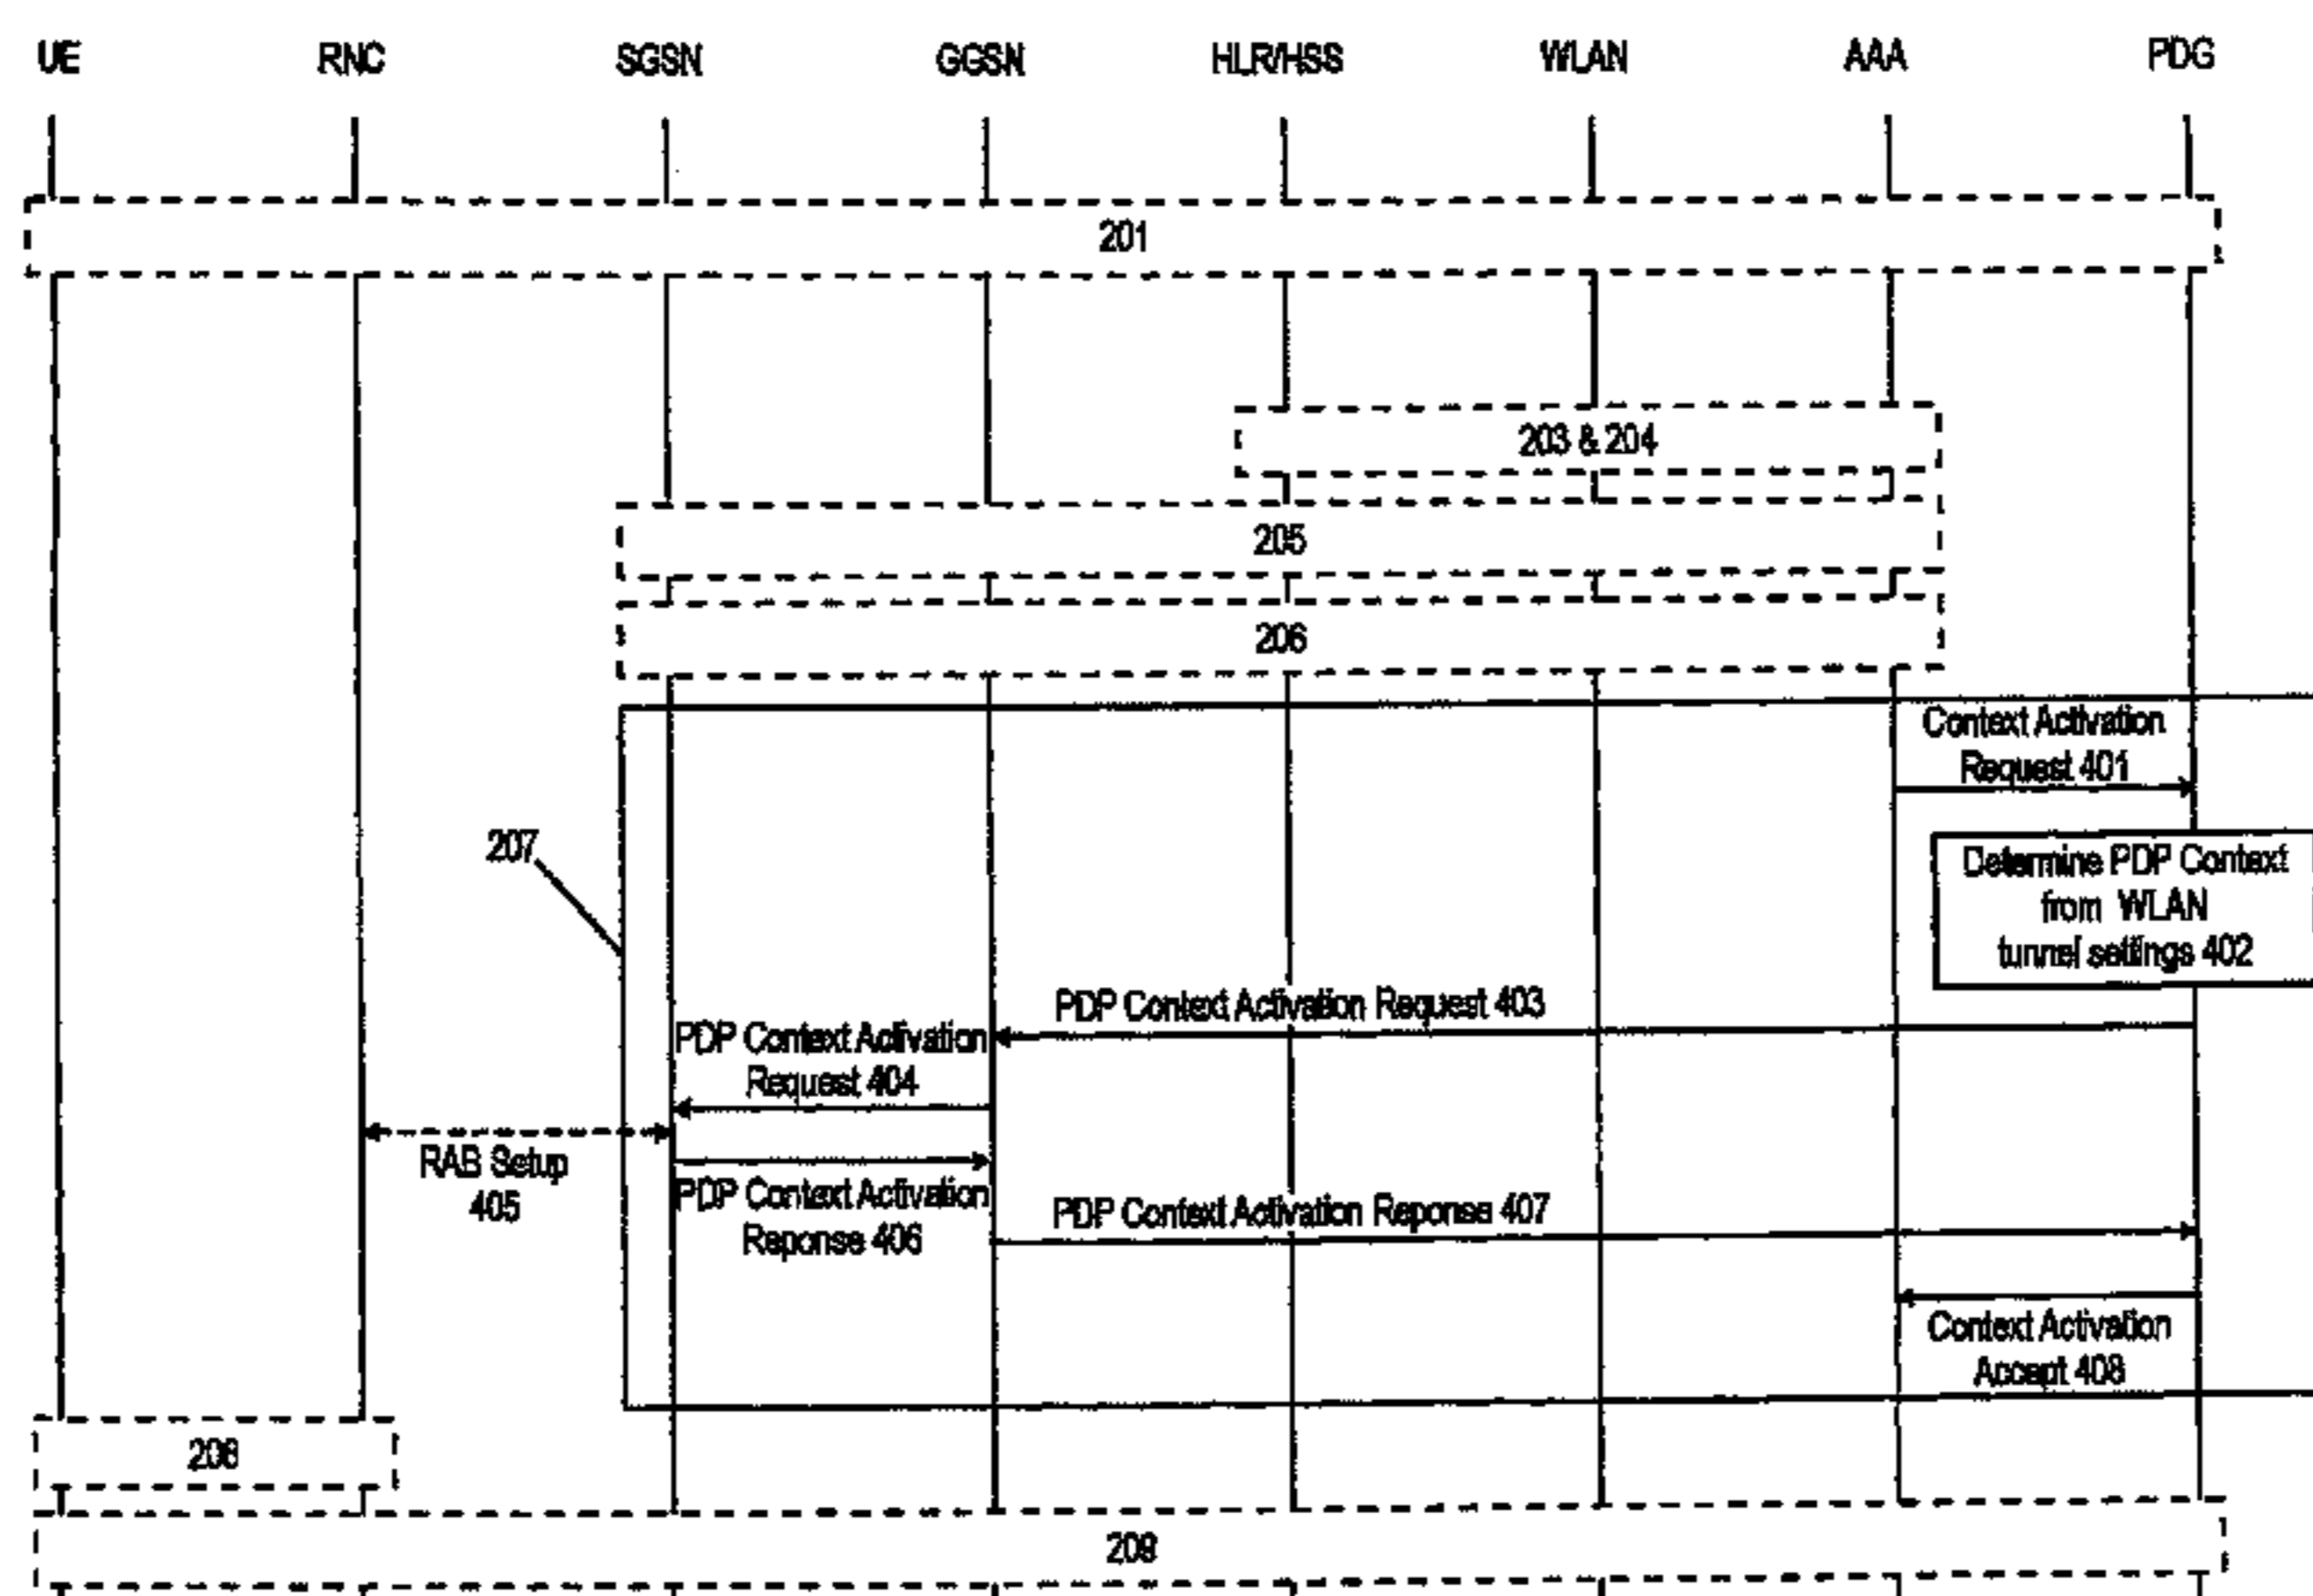 UE RNC SGSN GGSN HLR/HSS WLAN AAA PDG
201
203 & 204
205
206
Context Activation
Request 401
207
Determine PDP Context
from WLAN
tunnel settings 402
PDP Context Activation Request 403
PDP Context Activation
Request 404
RAB Setup
405
PDP Context Activation
Reponse 406
PDP Context Activation Reponse 407
Context Activation
Accept 408
208
209